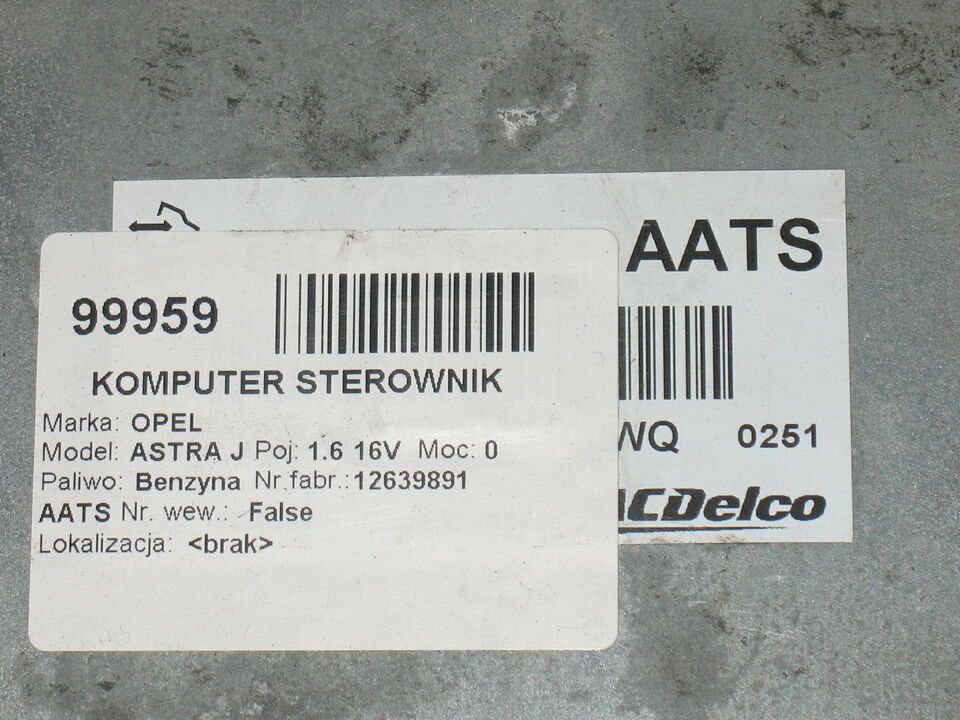 AATS
99959
KOMPUTER STEROWNIK
Marka: OPEL
Model: ASTRA J Poj: 1.6 16V Moc: 0
Paliwo: Benzyna Nr.fabr.:12639891
AATS Nr. wew.: False
Lokalizacja: <brak>
WQ 0251
ACDelco